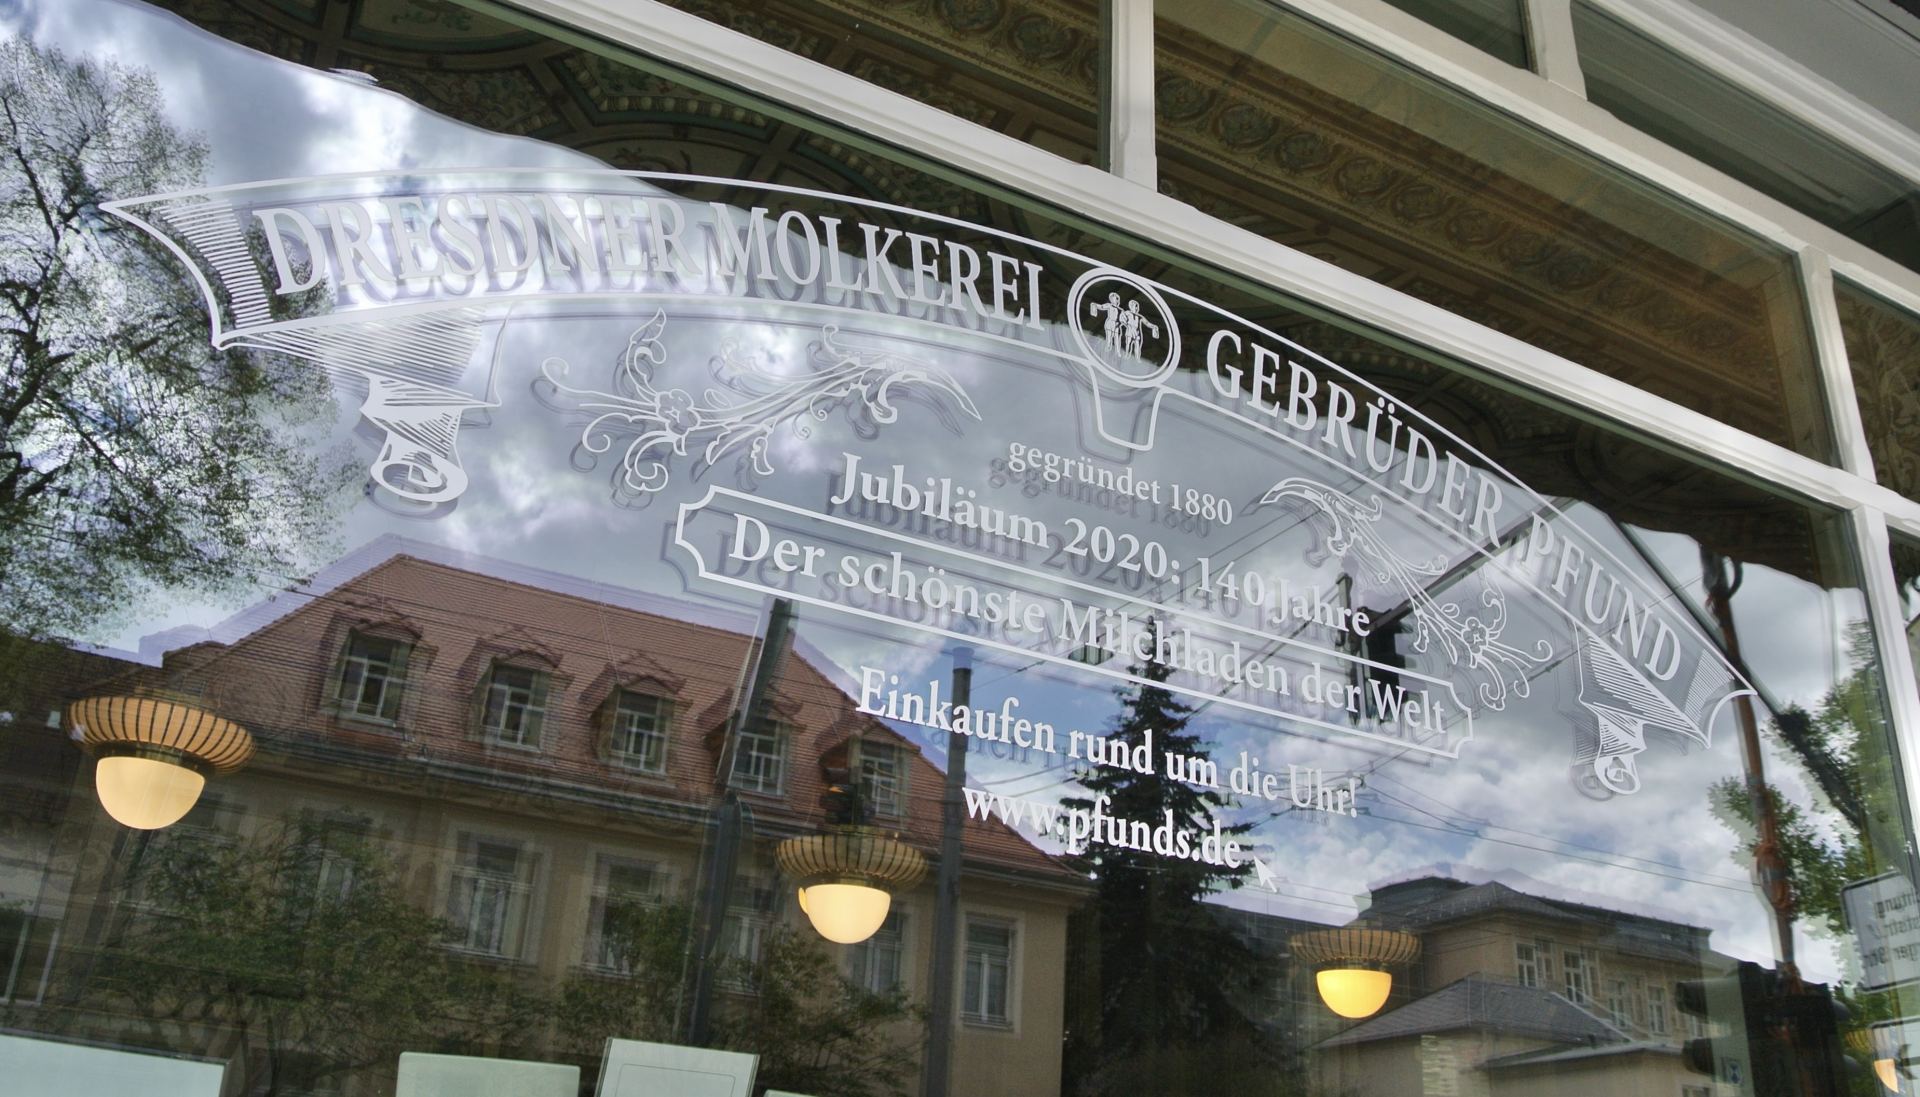 DRESDNER MOLKEREI GEBRÜDER PFUND
gegründet 1880
Jubiläum 2020: 140 Jahre
Der schönste Milchladen der Welt
Einkaufen rund um die Uhr!
www.pfunds.de